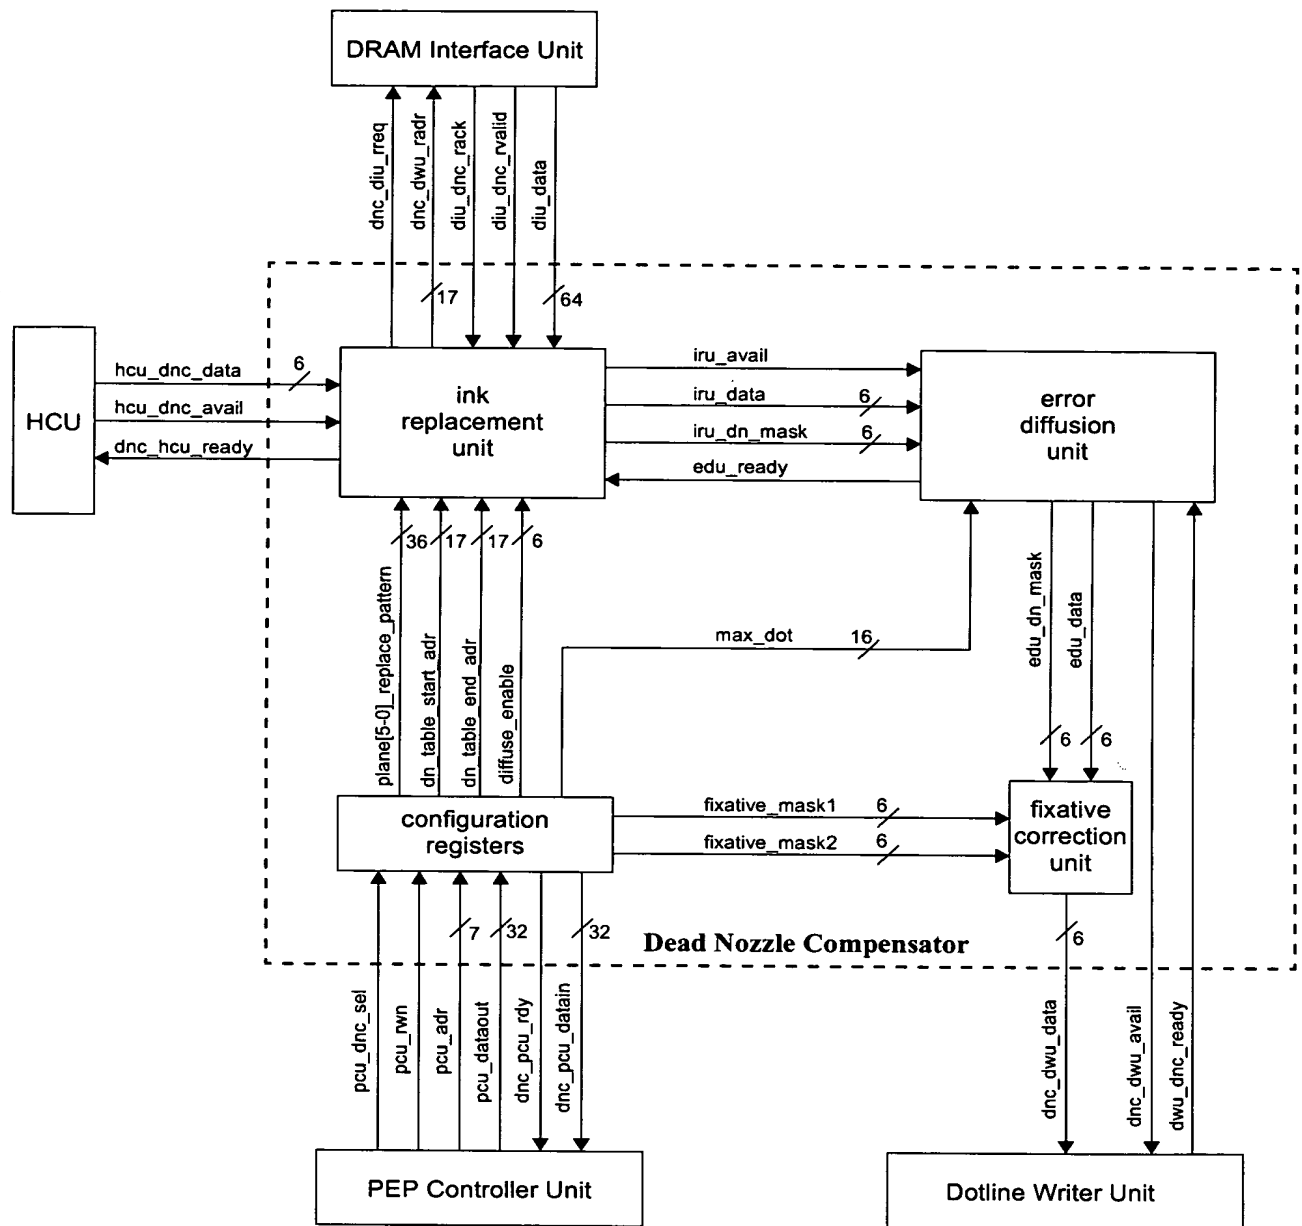 DRAM Interface Unit
dnc_diu_rreq
dnc_dwu_radr
diu_dnc_rack
diu_dnc_rvalid
diu_data
17
64
HCU
hcu_dnc_data
6
hcu_dnc_avail
dnc_hcu_ready
ink
replacement
unit
iru_avail
iru_data
6
iru_dn_mask
6
edu_ready
error
diffusion
unit
36
17
17
6
plane[5-0]_replace_pattern
dn_table_start_adr
dn_table_end_adr
diffuse_enable
max_dot
16
edu_dn_mask
edu_data
6
6
configuration
registers
fixative_mask1
6
fixative_mask2
6
fixative
correction
unit
7
32
32
6
Dead Nozzle Compensator
pcu_dnc_sel
pcu_rwn
pcu_adr
pcu_dataout
dnc_pcu_rdy
dnc_pcu_datain
dnc_dwu_data
dnc_dwu_avail
dwu_dnc_ready
PEP Controller Unit
Dotline Writer Unit